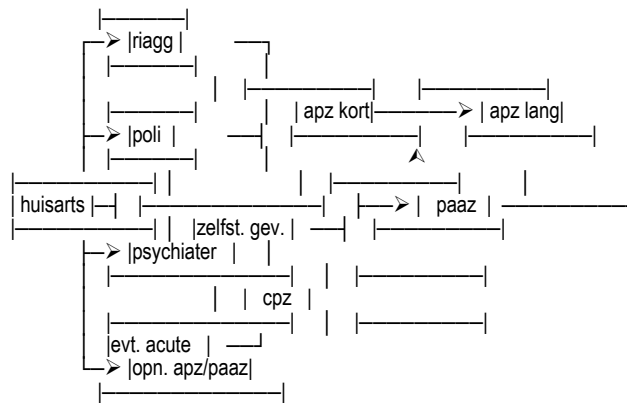 riagg
apz kort apz lang
poli
huisarts paaz
zelfst. gev.
psychiater
cpz
evt. acute
opn. apz/paaz